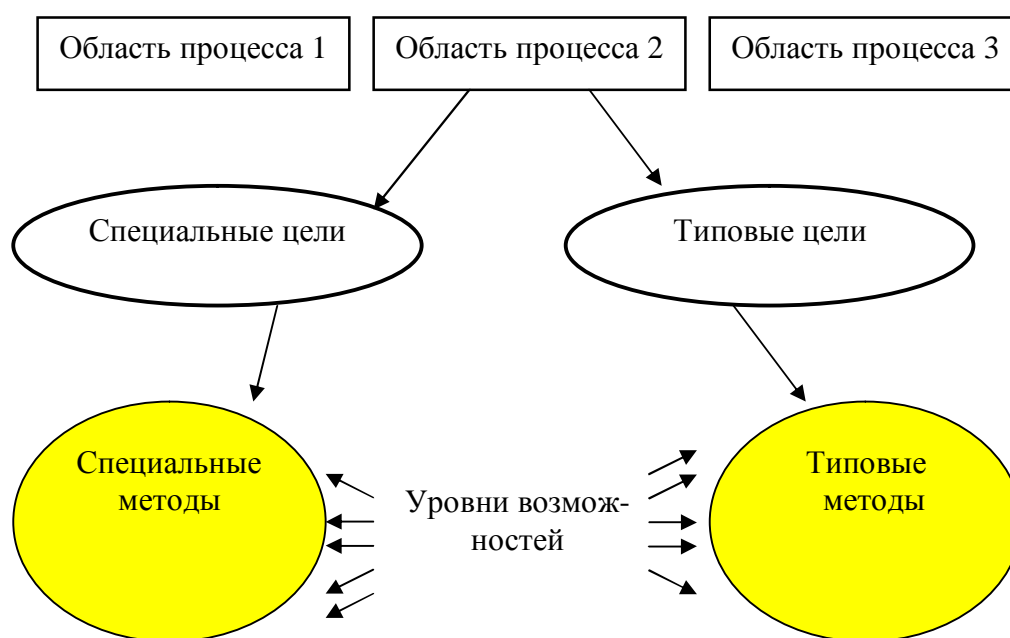 Область процесса 1
Область процесса 2
Область процесса 3
Специальные цели
Типовые цели
Специальные
методы
Уровни возмож-
ностей
Типовые
методы